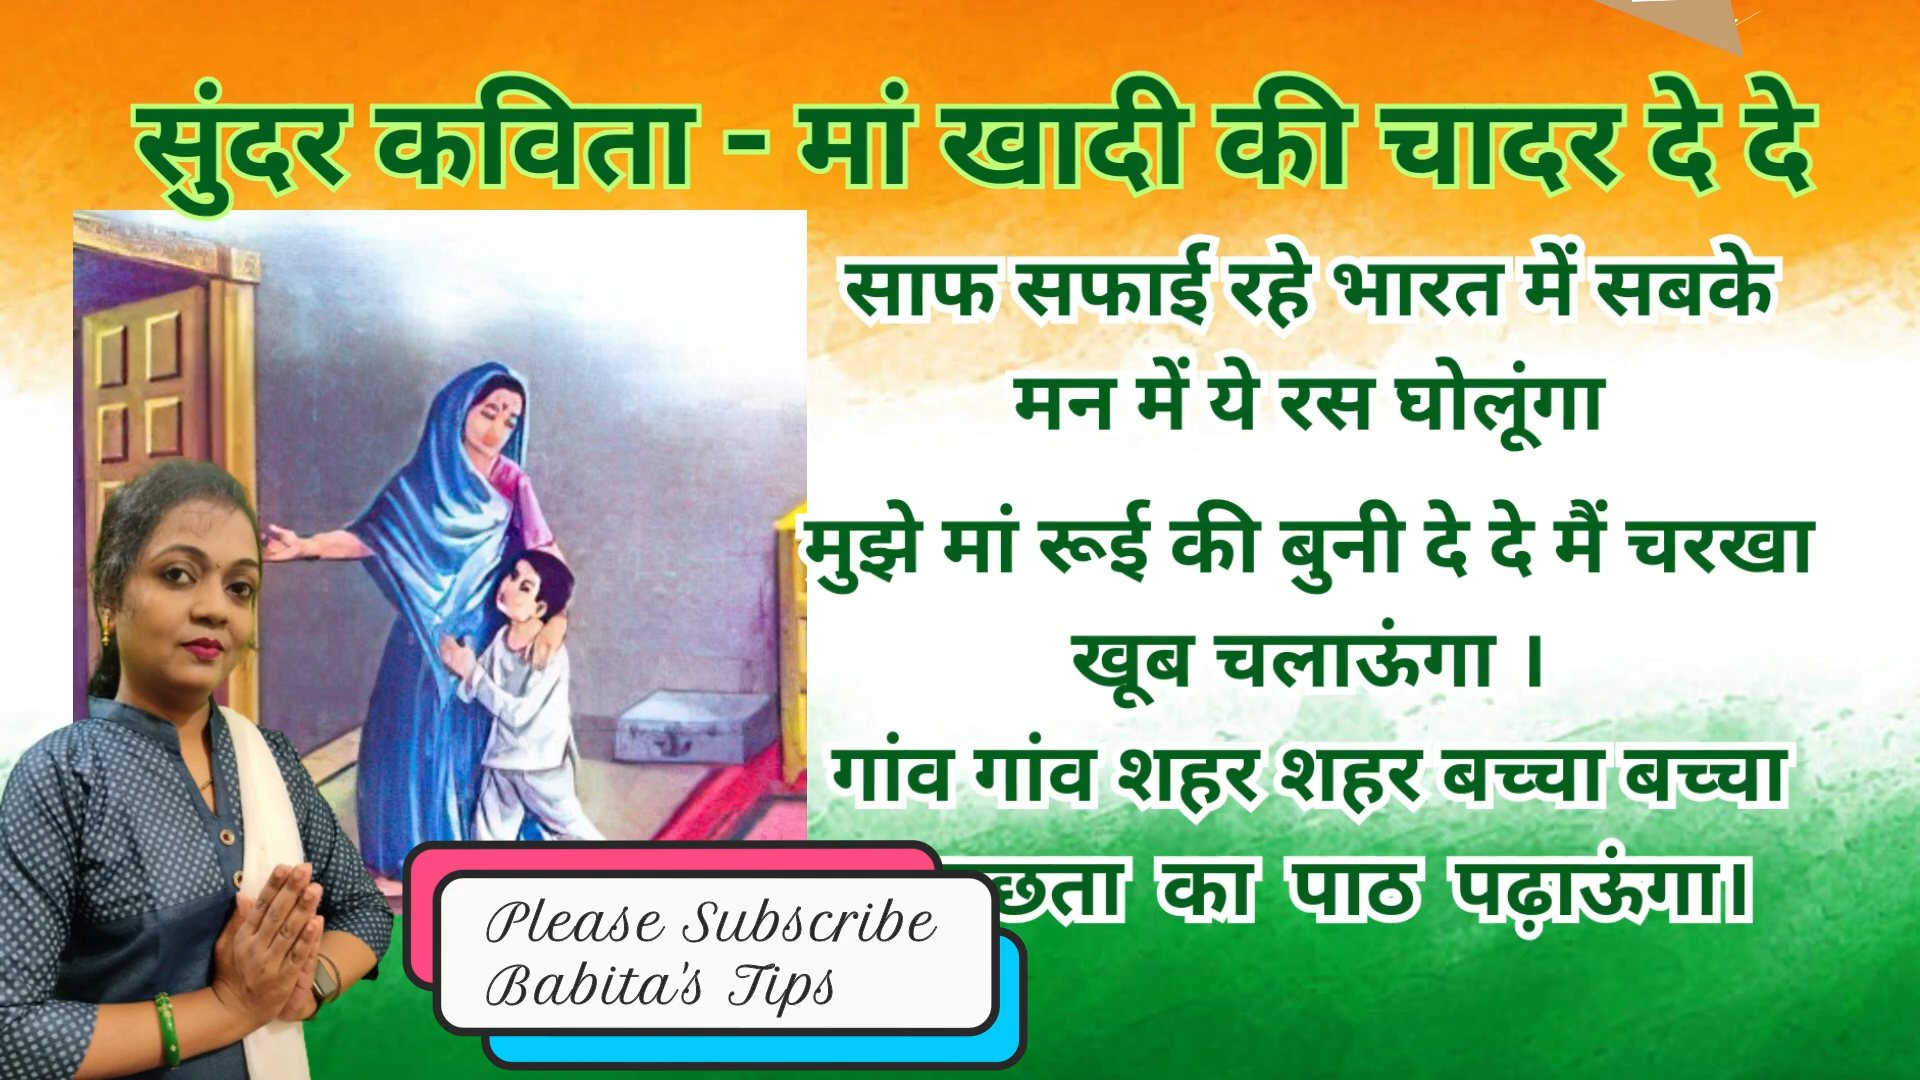 सुंदर कविता - मां खादी की चादर दे दे
साफ सफाई रहे भारत में सबके
मन में ये रस घोलूंगा
मुझे मां रूई की बुनी दे दे मैं चरखा
खूब चलाऊंगा ।
गांव गांव शहर शहर बच्चा बच्चा
का पाठ पढ़ाऊंगा।
Please Subscribe
Babita's Tips